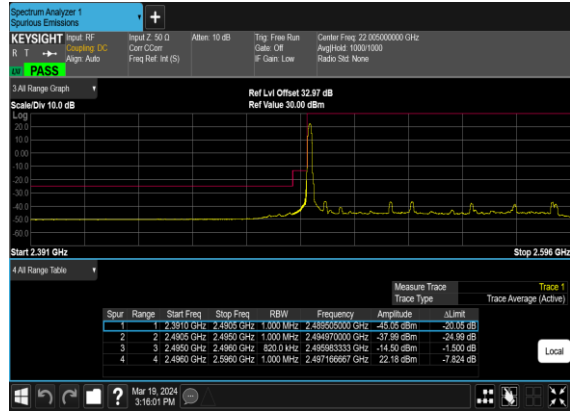 Spectrum Analyzer 1
Spurious Emissions
+
KEYSIGHT Input: RF Input Z: 50 Ω Atten: 10 dB Trig: Free Run Center Freq: 22.005000000 GHz
R T Coupling: DC Corr CCorr Gate: Off Avg|Hold: 1000/1000
Align: Auto Freq Ref: Int (S) IF Gain: Low Radio Std: None
PASS
3 All Range Graph
Ref Lvl Offset 32.97 dB
Scale/Div 10.0 dB Ref Value 30.00 dBm
Log
20.0
10.0
0.00
-10.0
-20.0
-30.0
-40.0
-50.0
-60.0
Start 2.391 GHz Stop 2.596 GHz
4 All Range Table
Measure Trace Trace 1
Trace Type Trace Average (Active)
Spur Range Start Freq Stop Freq RBW Frequency Amplitude ΔLimit
1 1 2.3910 GHz 2.4905 GHz 1.000 MHz 2.489505000 GHz -45.05 dBm -20.05 dB
2 2 2.4905 GHz 2.4950 GHz 1.000 MHz 2.494970000 GHz -37.99 dBm -24.99 dB
3 3 2.4950 GHz 2.4960 GHz 820.0 kHz 2.495983333 GHz -14.50 dBm -1.500 dB
4 4 2.4960 GHz 2.5960 GHz 1.000 MHz 2.497166667 GHz 22.18 dBm -7.824 dB
Local
?
Mar 19, 2024
3:16:01 PM